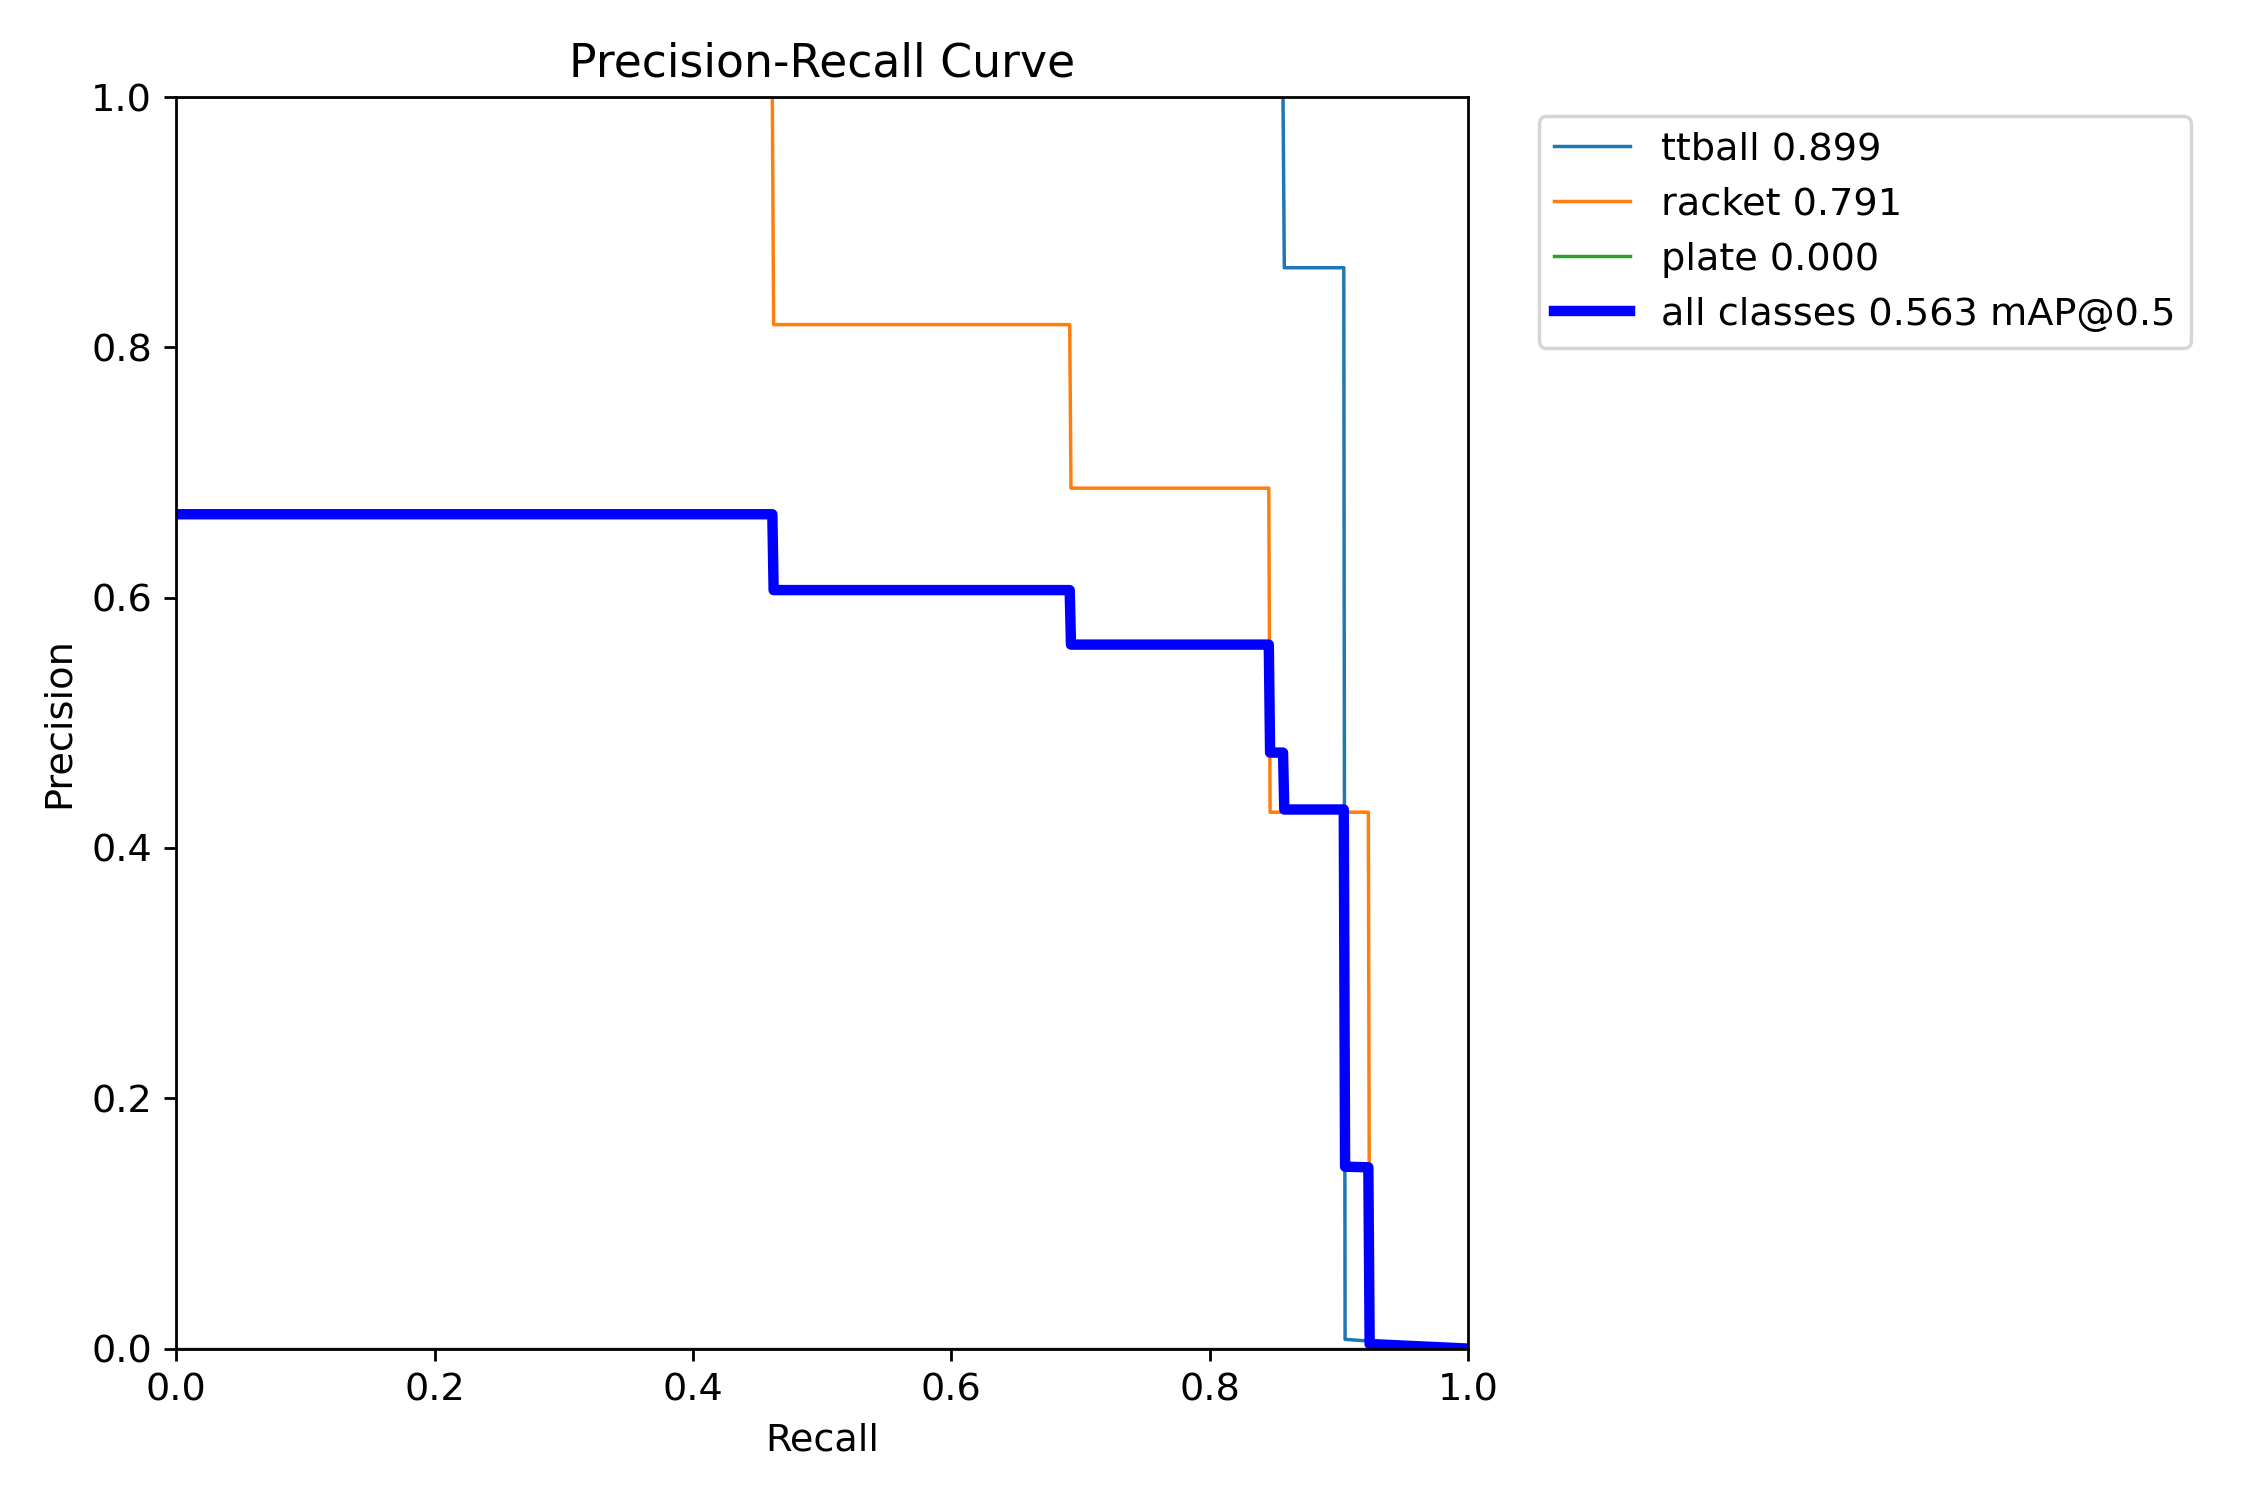 Precision-Recall Curve
1.0
0.8
0.6
0.4
0.2
0.0
Precision
0.0 0.2 0.4 0.6 0.8 1.0
Recall
ttball 0.899
racket 0.791
plate 0.000
all classes 0.563 mAP@0.5